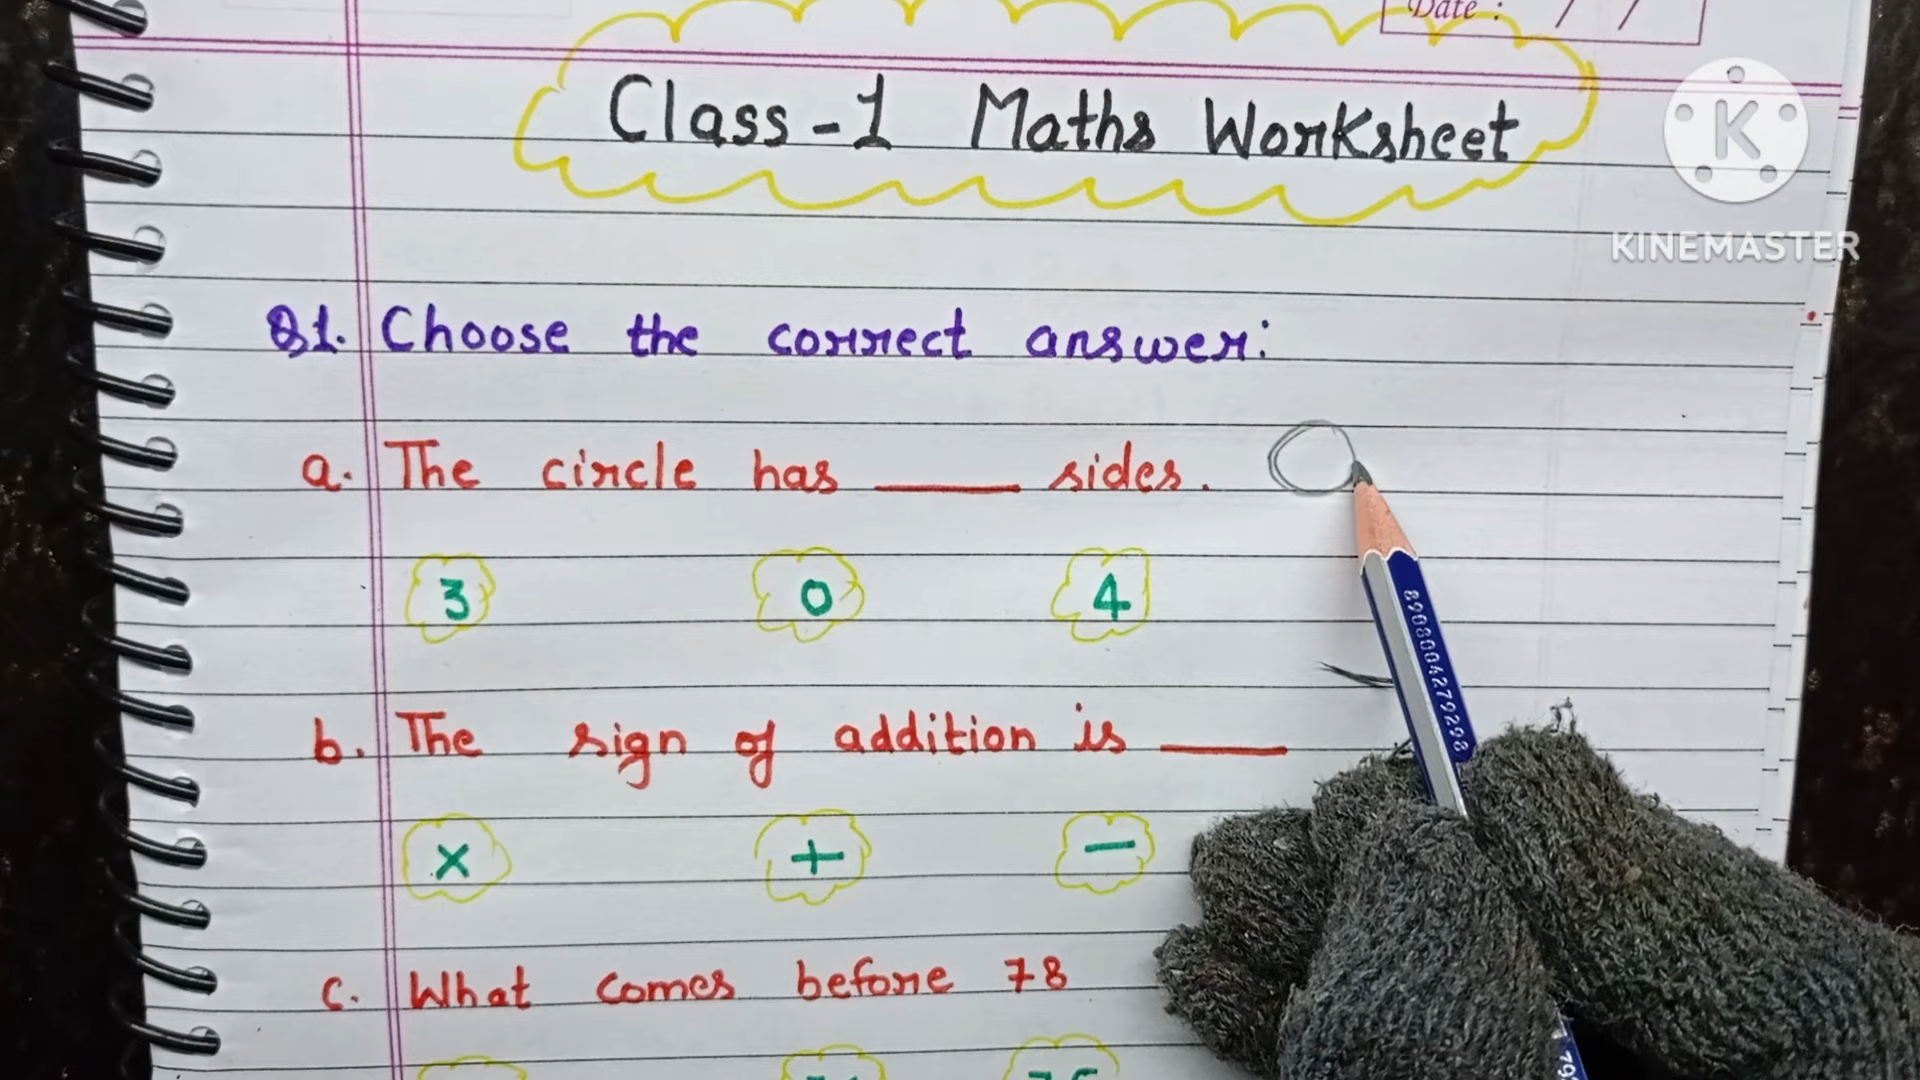 Date : / /
Class-1 Maths Worksheet
K
KINEMASTER
Q1. Choose the correct answer:
a. The circle has ____ sides.
3 0 4
b. The sign of addition is ____
× + −
c. What comes before 78
8908004279298